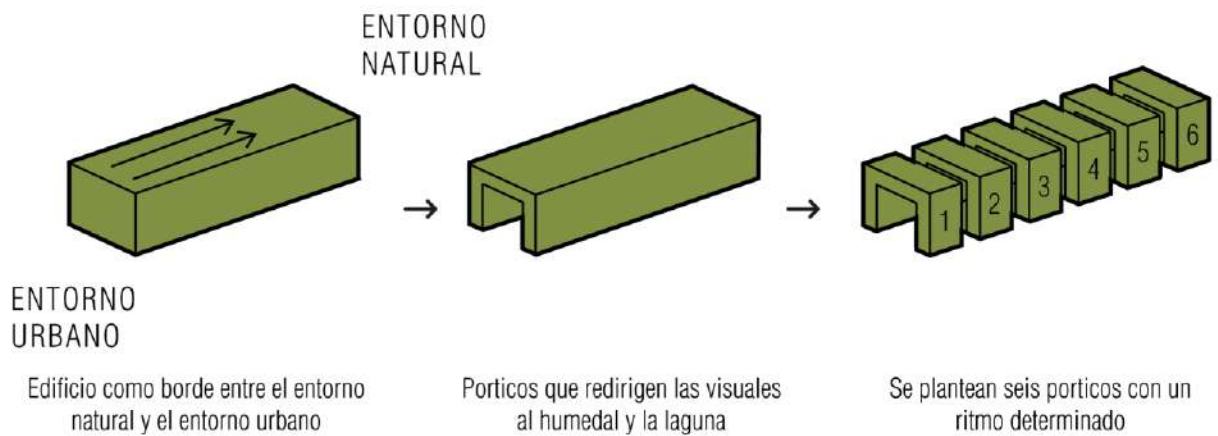 ENTORNO
NATURAL
1
2
3
4
5
6
ENTORNO
URBANO
Edificio como borde entre el entorno
natural y el entorno urbano
Porticos que redirigen las visuales
al humedal y la laguna
Se plantean seis porticos con un
ritmo determinado